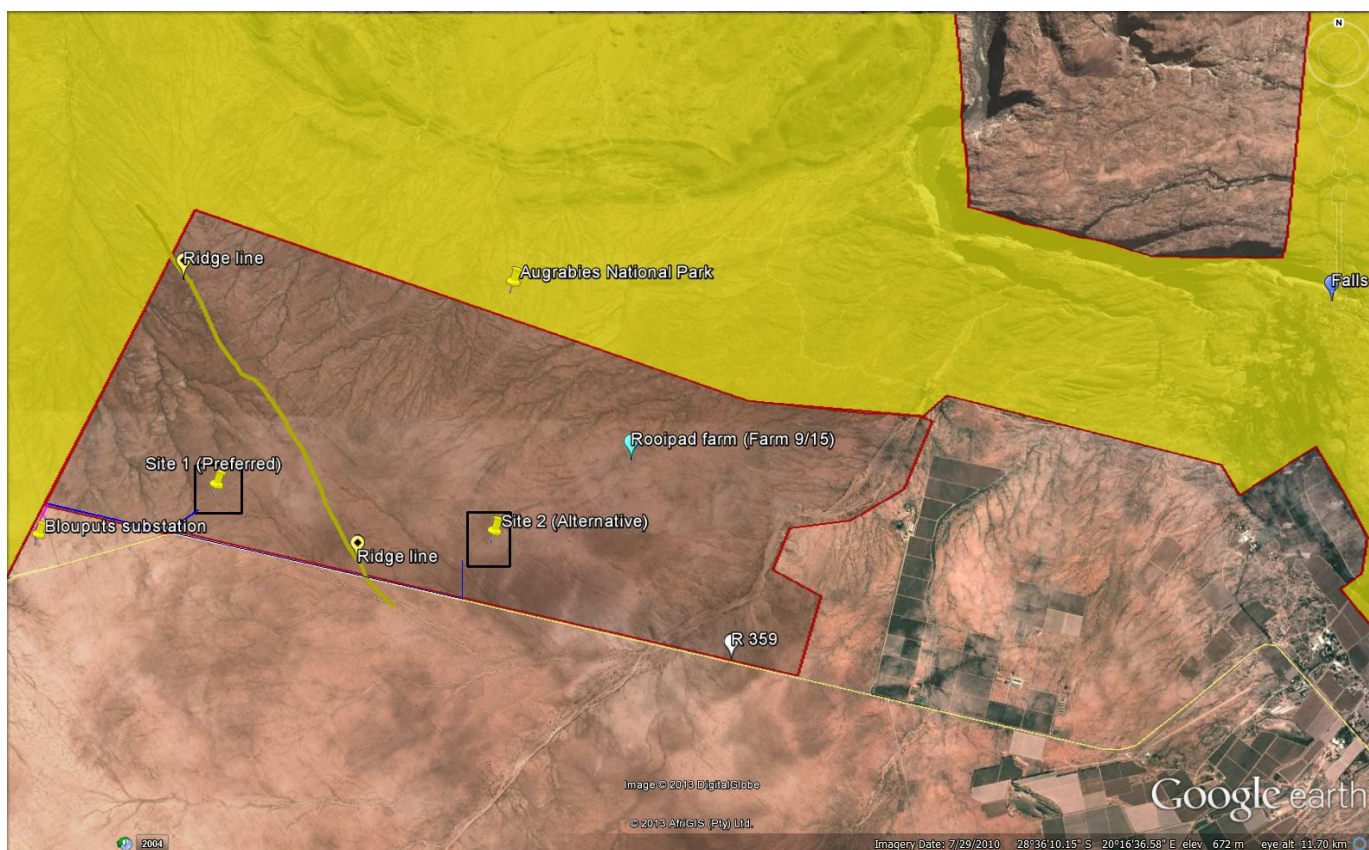 N
Ridge line
Augrabies National Park
Falls
Rooipad farm (Farm 9/15)
Site 1 (Preferred)
Site 2 (Alternative)
Blouputs substation
Ridge line
R 359
Image © 2013 DigitalGlobe
© 2013 AfriGIS (Pty) Ltd.
Google earth
2004
Imagery Date: 7/29/2010 28°36'10.15" S 20°16'36.58" E elev 672 m eye alt 11.70 km